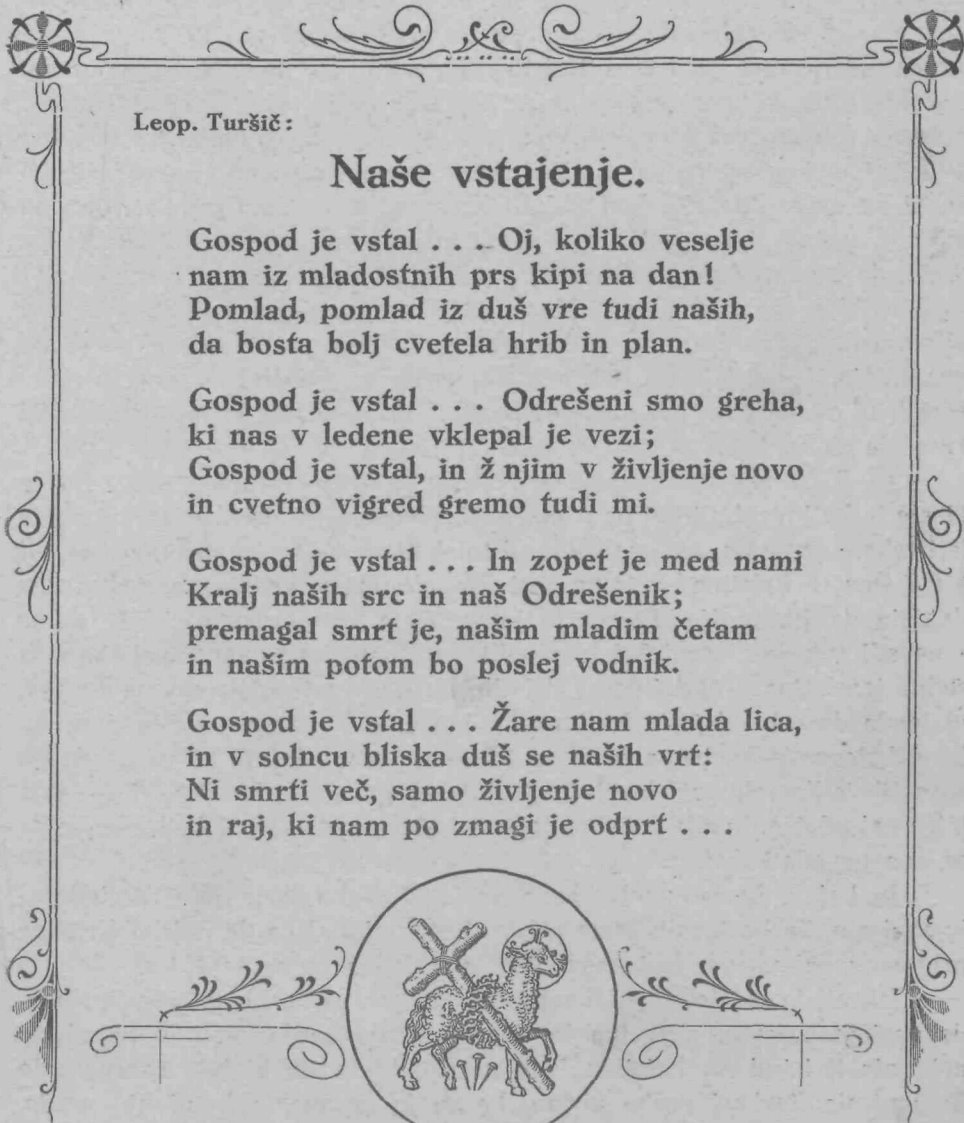 Leop. Turšič:
Naše vstajenje.
Gospod je vstal . . . Oj, koliko veselje
nam iz mladostnih prs kipi na dan!
Pomlad, pomlad iz duš vre tudi naših,
da bosta bolj cvetela hrib in plan.
Gospod je vstal . . . Odrešeni smo greha,
ki nas v ledene vklepal je vezi;
Gospod je vstal, in ž njim v življenje novo
in cvetno vigred gremo tudi mi.
Gospod je vstal . . . In zopet je med nami
Kralj naših src in naš Odrešenik;
premagal smrt je, našim mladim četam
in našim potom bo poslej vodnik.
Gospod je vstal . . . Žare nam mlada lica,
in v solncu bliska duš se naših vrt:
Ni smrti več, samo življenje novo
in raj, ki nam po zmagi je odprt . . .